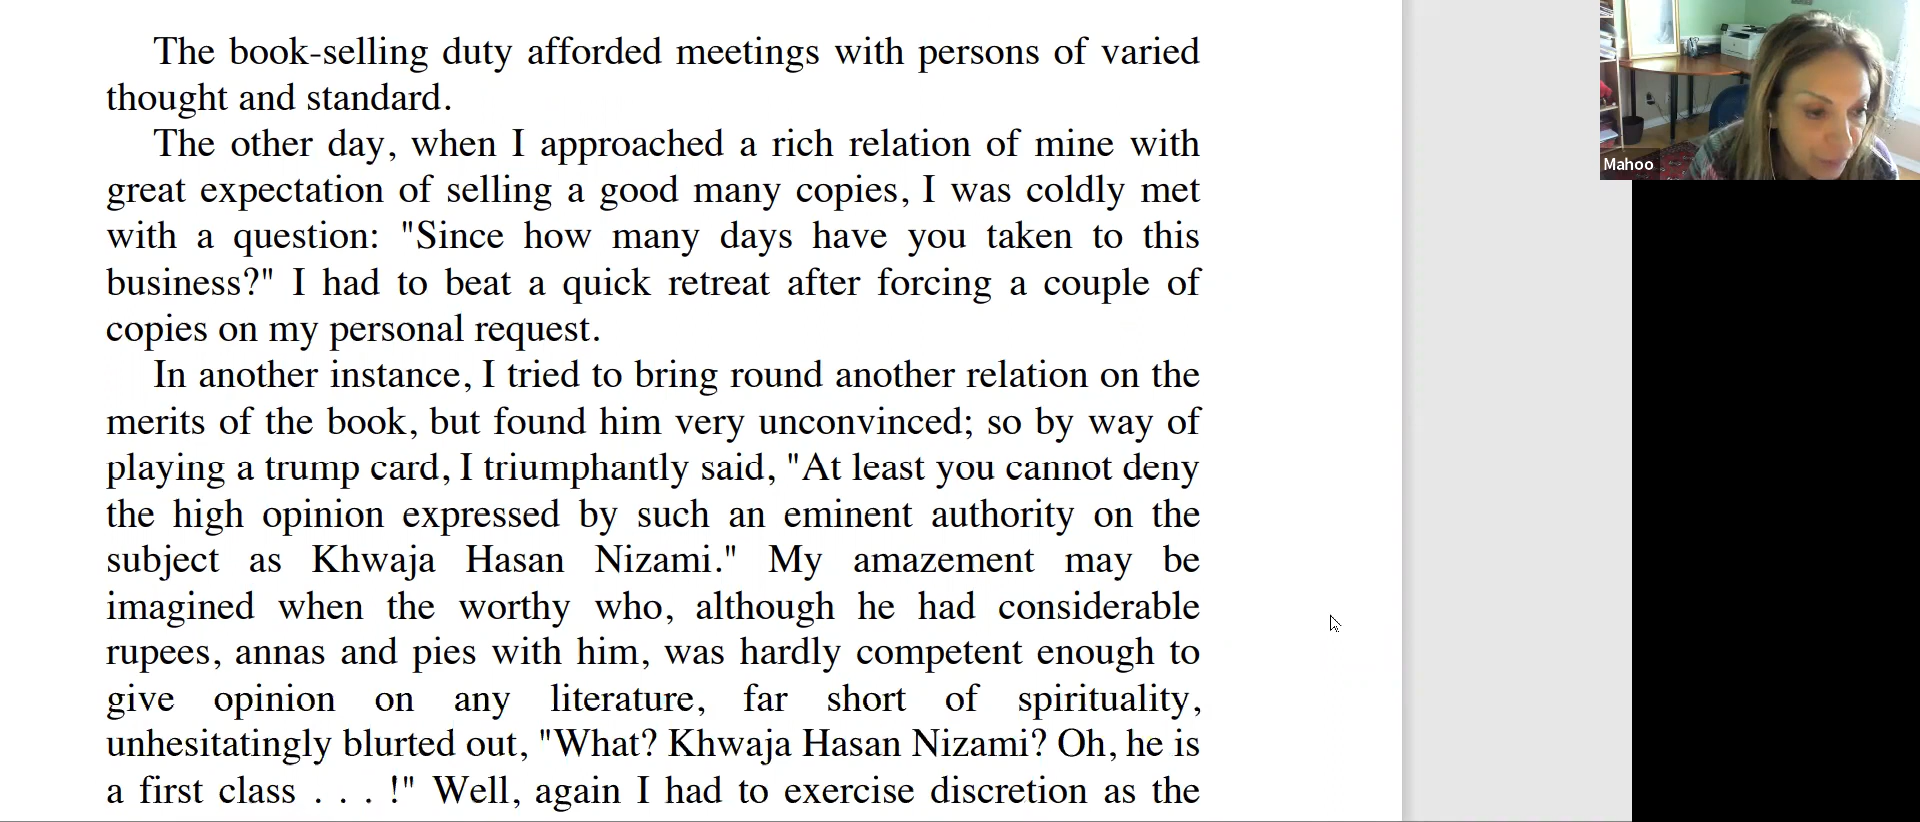 The book-selling duty afforded meetings with persons of varied
thought and standard.
The other day, when I approached a rich relation of mine with
great expectation of selling a good many copies, I was coldly met
with a question: "Since how many days have you taken to this
business?" I had to beat a quick retreat after forcing a couple of
copies on my personal request.
In another instance, I tried to bring round another relation on the
merits of the book, but found him very unconvinced; so by way of
playing a trump card, I triumphantly said, "At least you cannot deny
the high opinion expressed by such an eminent authority on the
subject as Khwaja Hasan Nizami." My amazement may be
imagined when the worthy who, although he had considerable
rupees, annas and pies with him, was hardly competent enough to
give opinion on any literature, far short of spirituality,
unhesitatingly blurted out, "What? Khwaja Hasan Nizami? Oh, he is
a first class . . . !" Well, again I had to exercise discretion as the
Mahoo